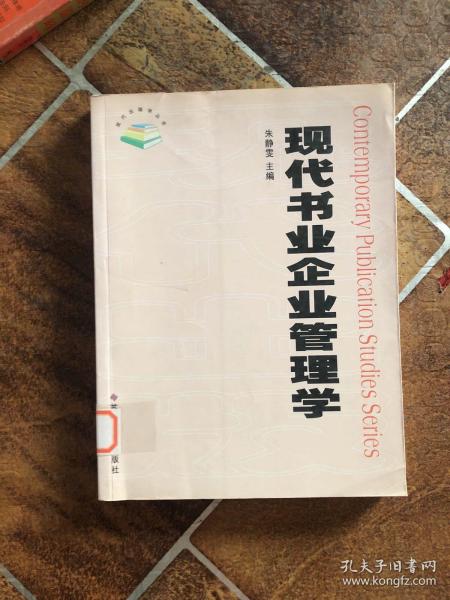 现代书业企业管理学
朱静雯 主编
Contemporary Publication Studies Series
版社
孔夫子旧书网
www.kongfz.com